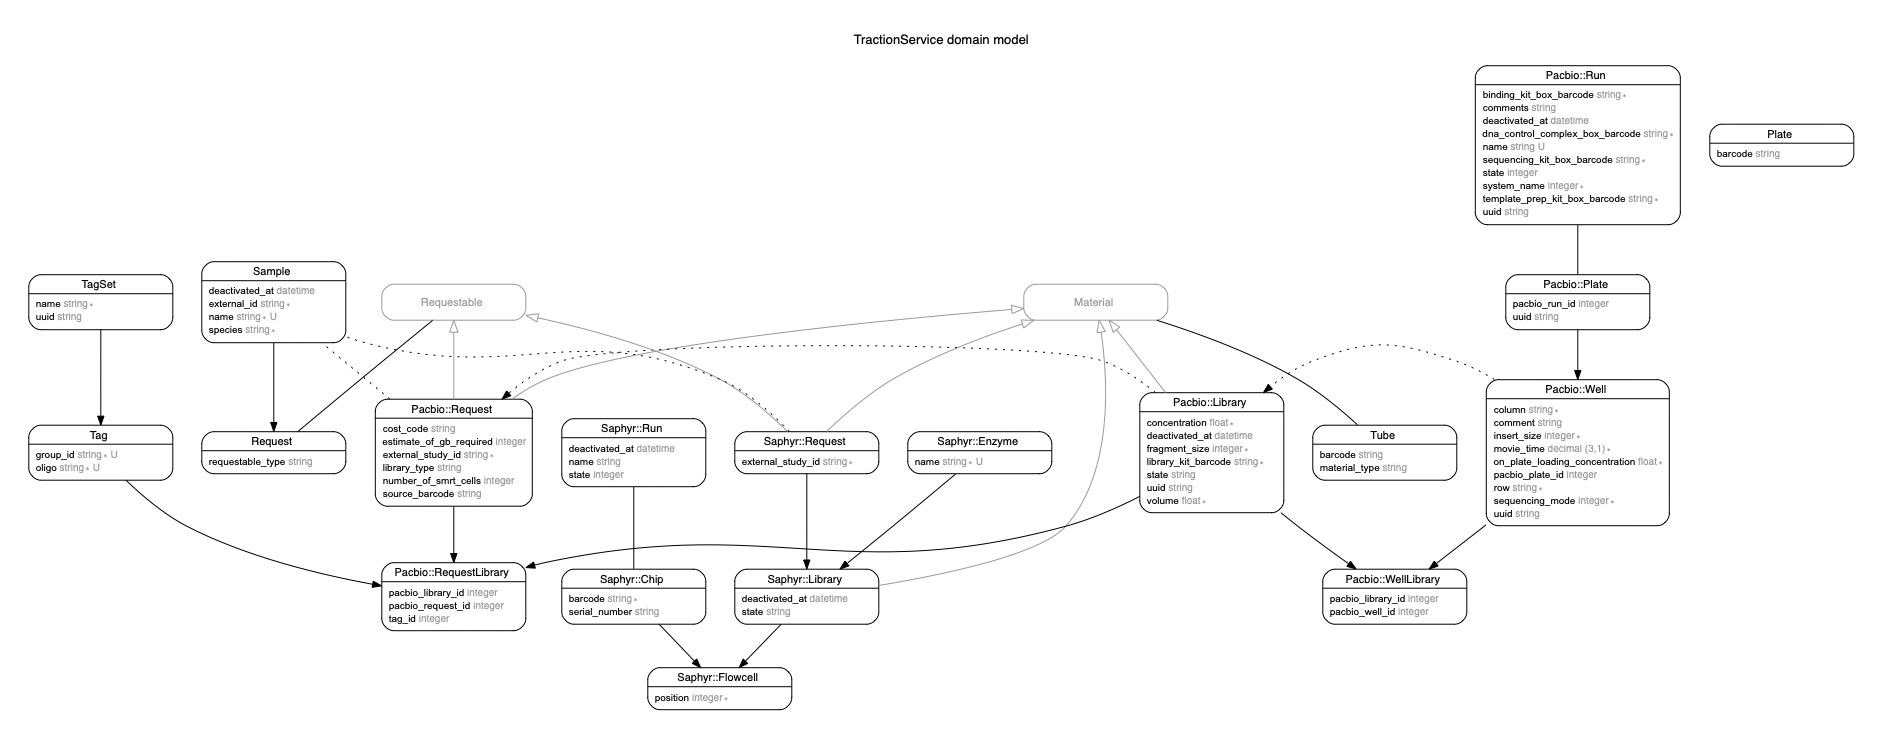 TractionService domain model
Pacbio::Run
binding_kit_box_barcode string *
comments string
deactivated_at datetime
dna_control_complex_box_barcode string *
name string U
sequencing_kit_box_barcode string *
state integer
system_name integer *
template_prep_kit_box_barcode string *
uuid string
Plate
barcode string
TagSet
name string *
uuid string
Sample
deactivated_at datetime
external_id string *
name string * U
species string *
Requestable
Material
Pacbio::Plate
pacbio_run_id integer
uuid string
Tag
group_id string * U
oligo string * U
Request
requestable_type string
Pacbio::Request
cost_code string
estimate_of_gb_required integer
external_study_id string *
library_type string
number_of_smrt_cells integer
source_barcode string
Saphyr::Run
deactivated_at datetime
name string
state integer
Saphyr::Request
external_study_id string *
Saphyr::Enzyme
name string * U
Pacbio::Library
concentration float *
deactivated_at datetime
fragment_size integer *
library_kit_barcode string *
state string
uuid string
volume float *
Tube
barcode string
material_type string
Pacbio::Well
column string *
comment string
insert_size integer *
movie_time decimal (3,1) *
on_plate_loading_concentration float *
pacbio_plate_id integer
row string *
sequencing_mode integer *
uuid string
Pacbio::RequestLibrary
pacbio_library_id integer
pacbio_request_id integer
tag_id integer
Saphyr::Chip
barcode string *
serial_number string
Saphyr::Library
deactivated_at datetime
state string
Pacbio::WellLibrary
pacbio_library_id integer
pacbio_well_id integer
Saphyr::Flowcell
position integer *